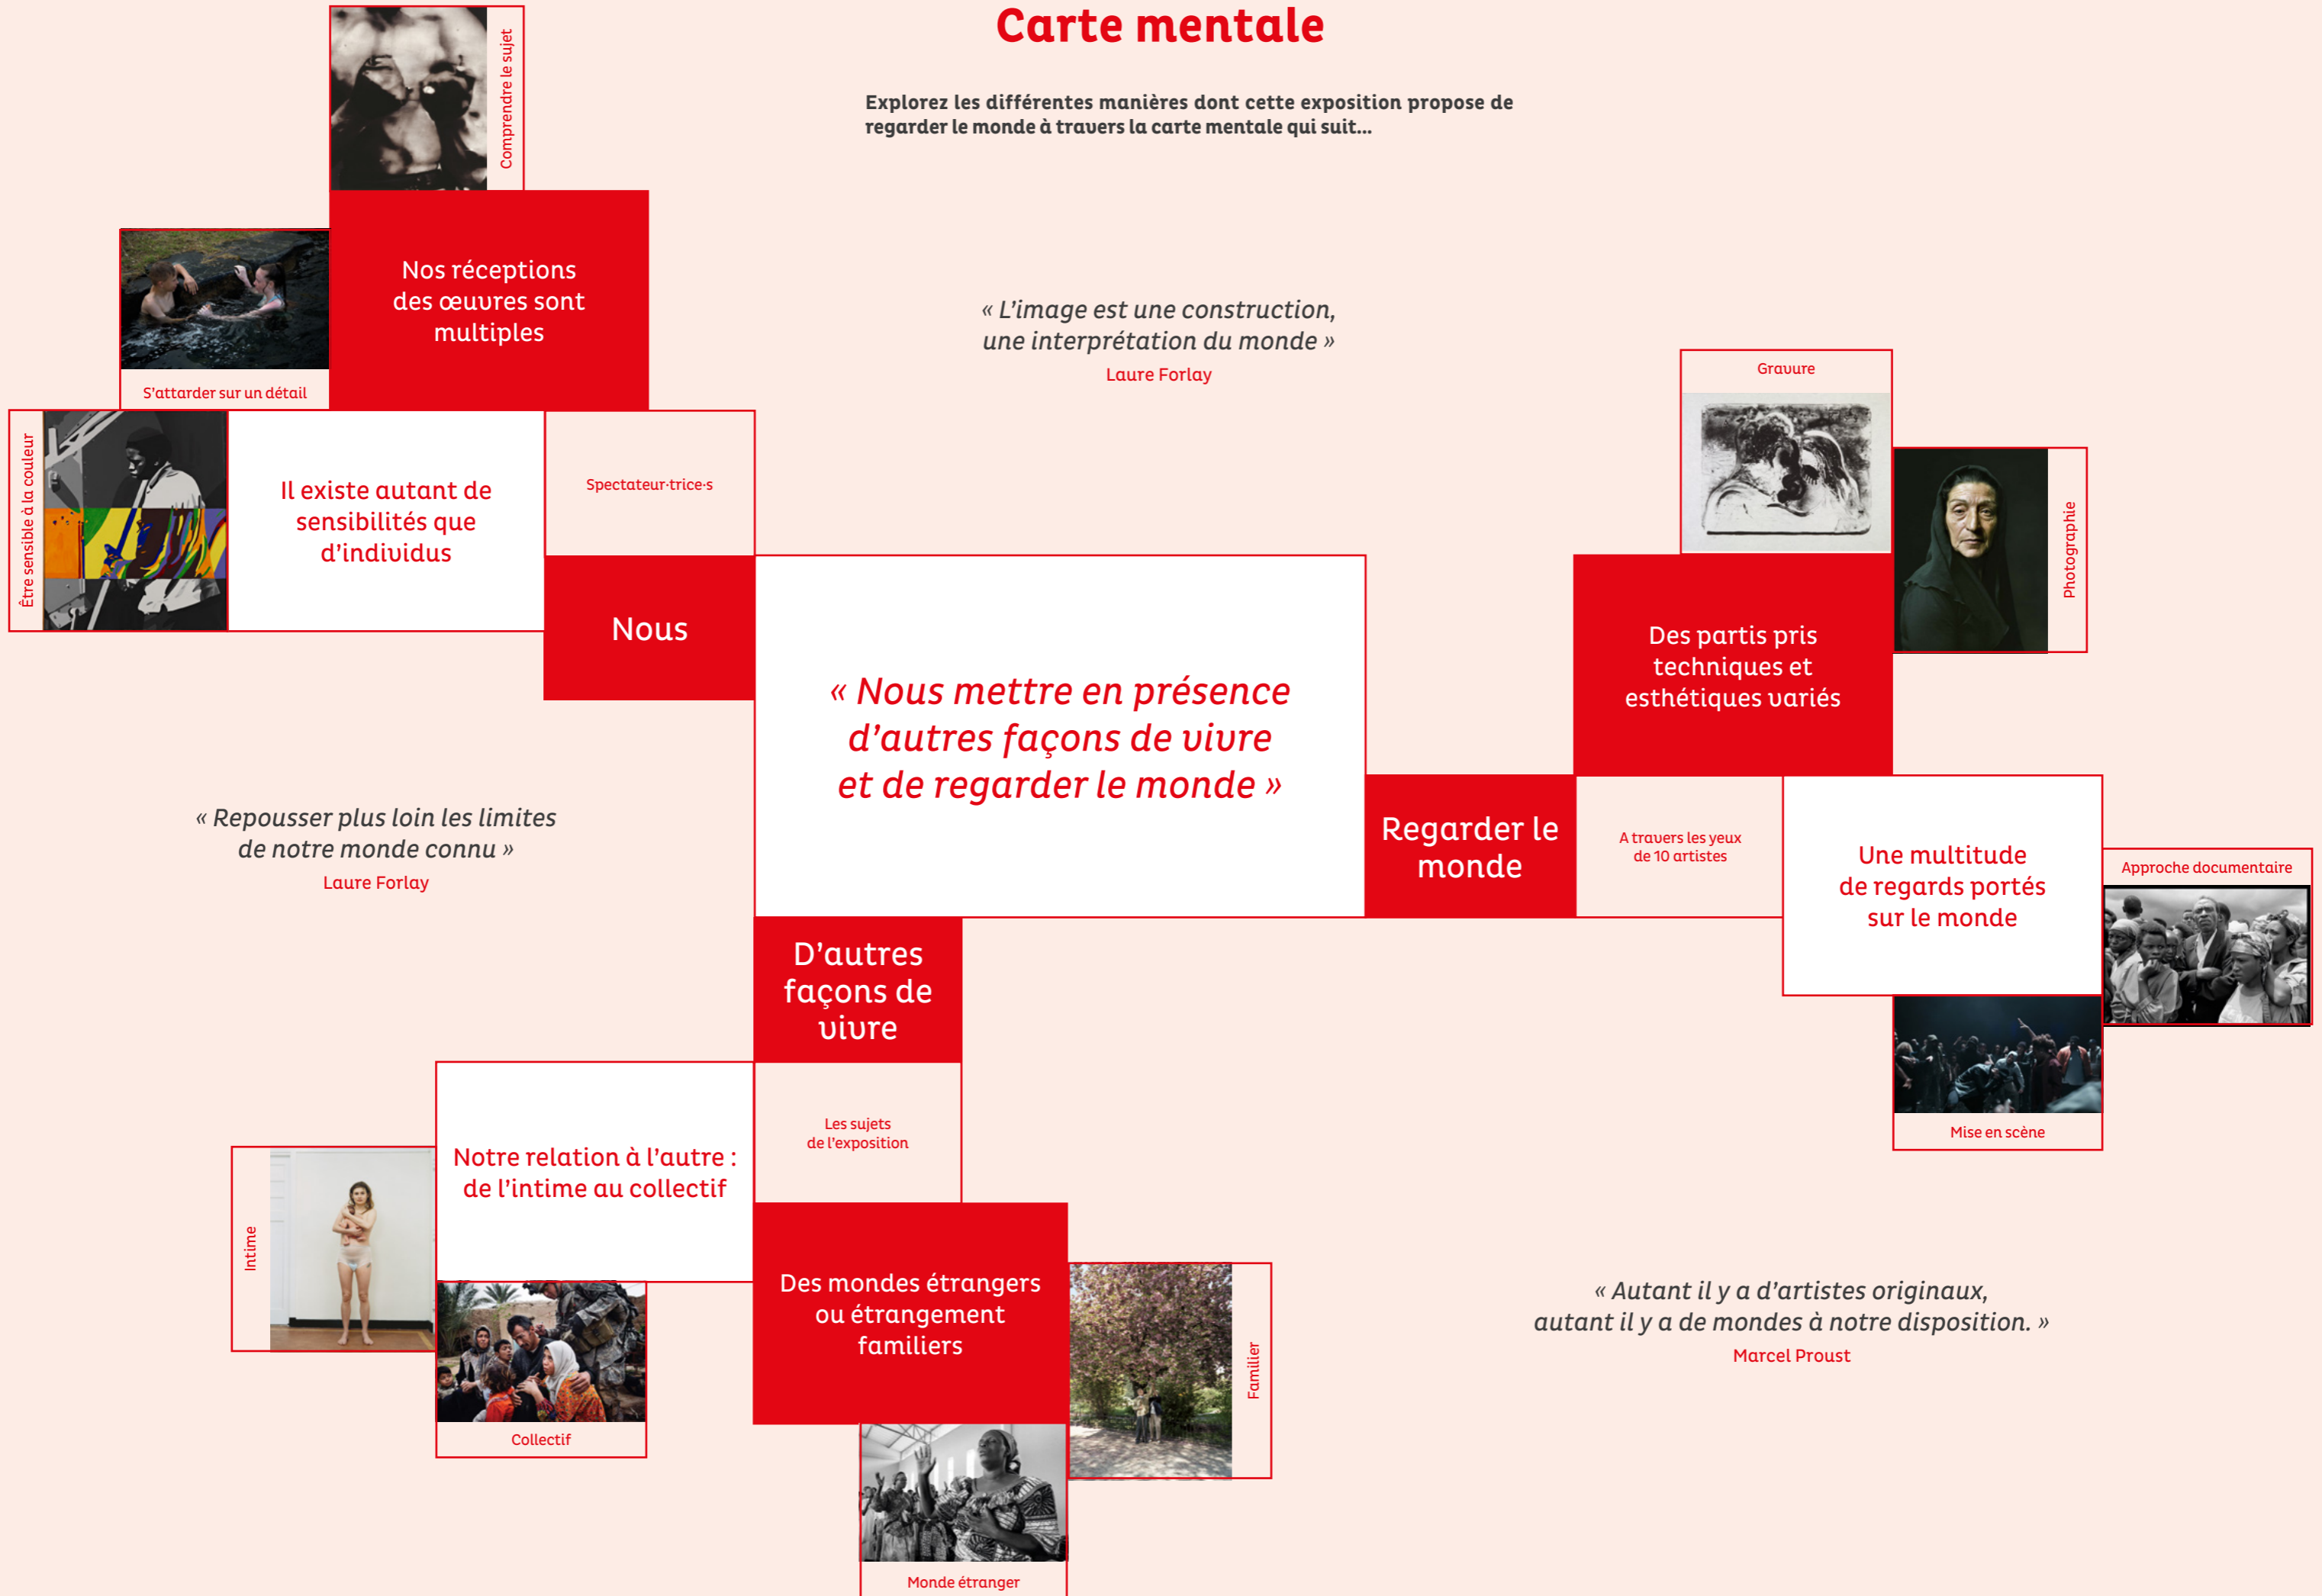 Carte mentale
Explorez les différentes manières dont cette exposition propose de
regarder le monde à travers la carte mentale qui suit...
Comprendre le sujet
Nos réceptions
des œuvres sont
multiples
S'attarder sur un détail
Être sensible à la couleur
Il existe autant de
sensibilités que
d'individus
Spectateur·trice·s
Nous
« L'image est une construction,
une interprétation du monde »
Laure Forlay
Gravure
Photographie
Des partis pris
techniques et
esthétiques variés
« Nous mettre en présence
d'autres façons de vivre
et de regarder le monde »
Regarder le
monde
A travers les yeux
de 10 artistes
Une multitude
de regards portés
sur le monde
Approche documentaire
Mise en scène
« Repousser plus loin les limites
de notre monde connu »
Laure Forlay
D'autres
façons de
vivre
Les sujets
de l'exposition
Notre relation à l'autre :
de l'intime au collectif
Intime
Collectif
Des mondes étrangers
ou étrangement
familiers
Familier
Monde étranger
« Autant il y a d'artistes originaux,
autant il y a de mondes à notre disposition. »
Marcel Proust